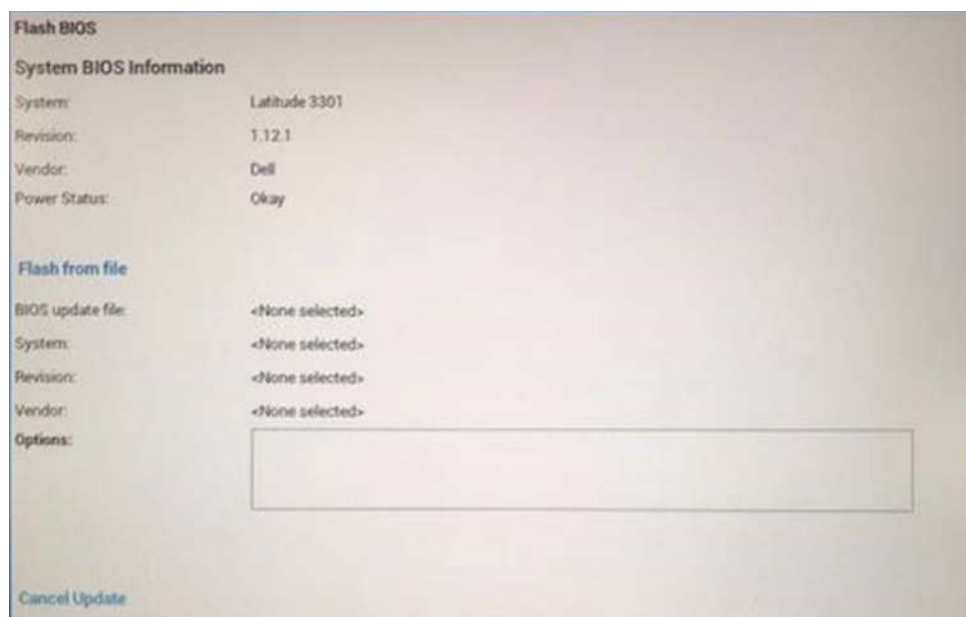 Flash BIOS
System BIOS Information
System: Latitude 3301
Revision: 1.12.1
Vendor: Dell
Power Status: Okay
Flash from file
BIOS update file: <None selected>
System: <None selected>
Revision: <None selected>
Vendor: <None selected>
Options:
Cancel Update